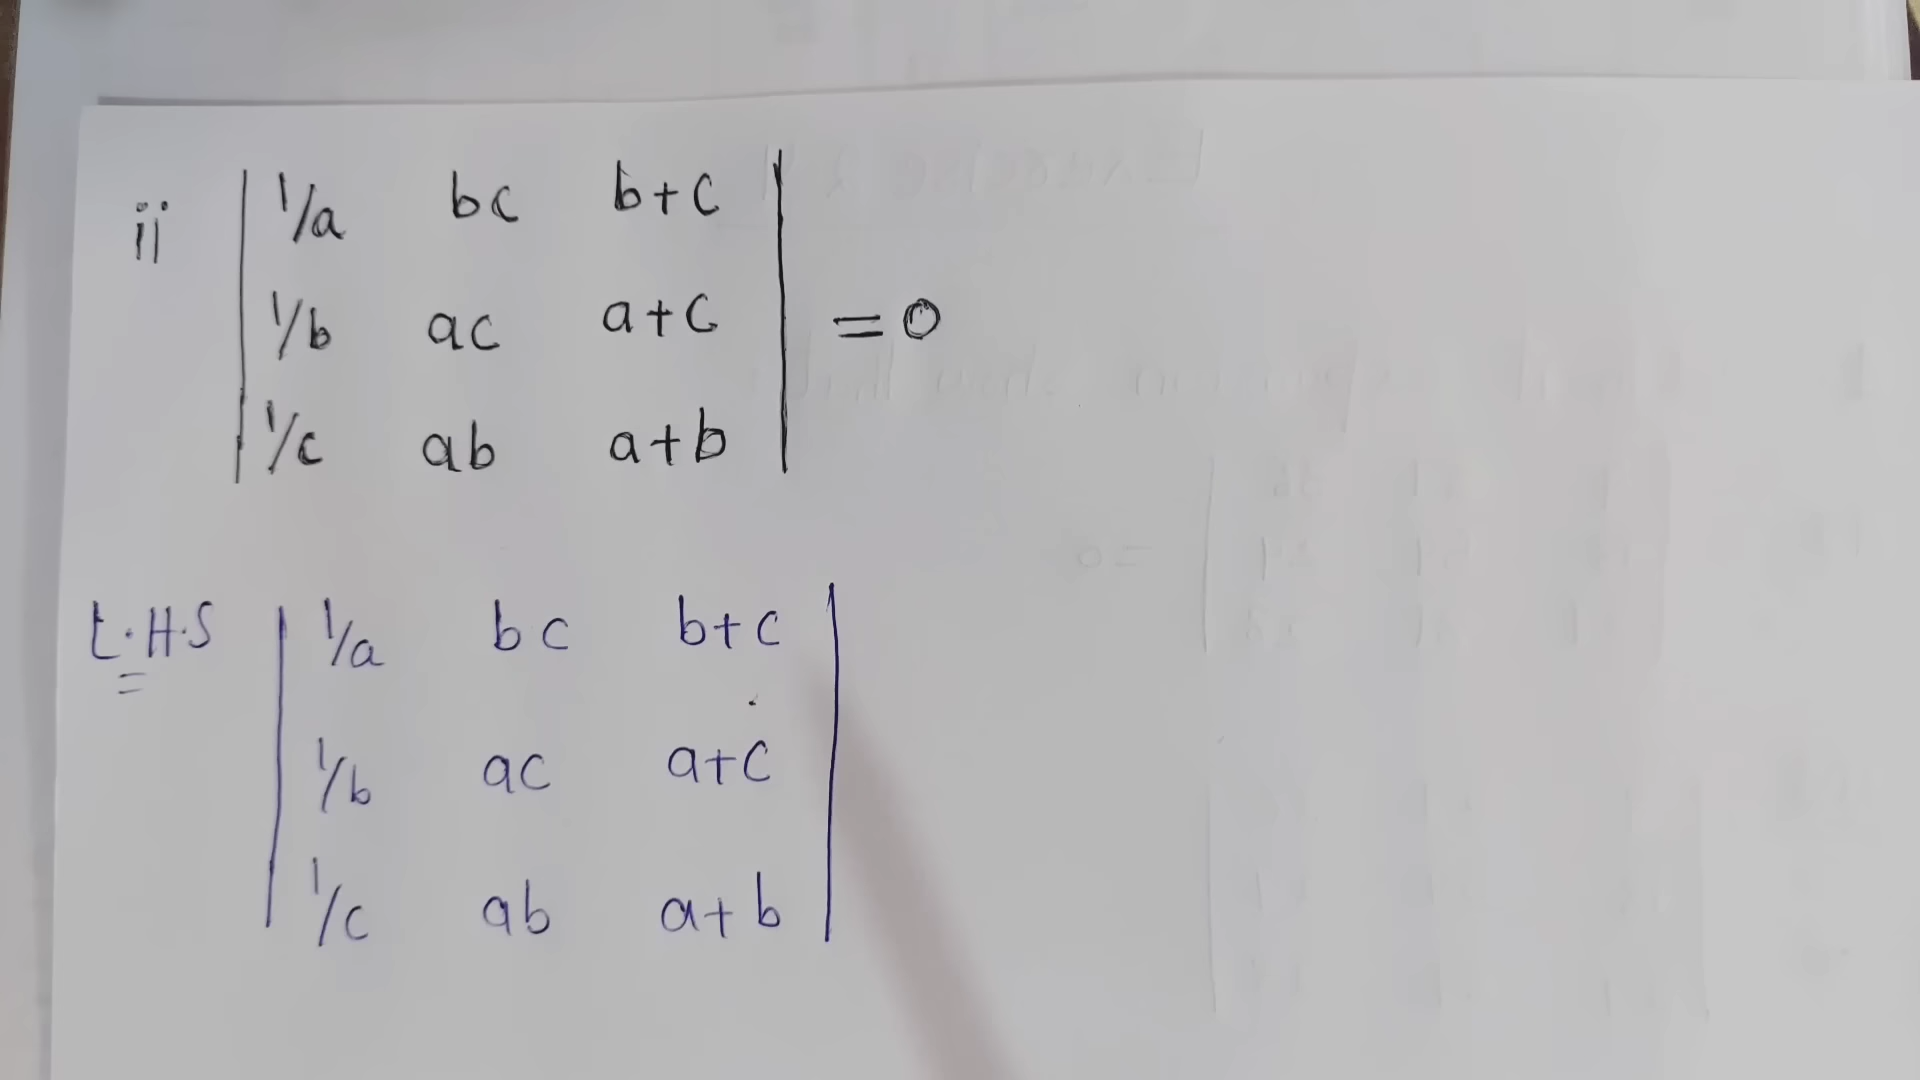 ii | 1/a bc b+c |
| 1/b ac a+c | =0
| 1/c ab a+b |
L.H.S | 1/a bc b+c |
| 1/b ac a+c |
| 1/c ab a+b |